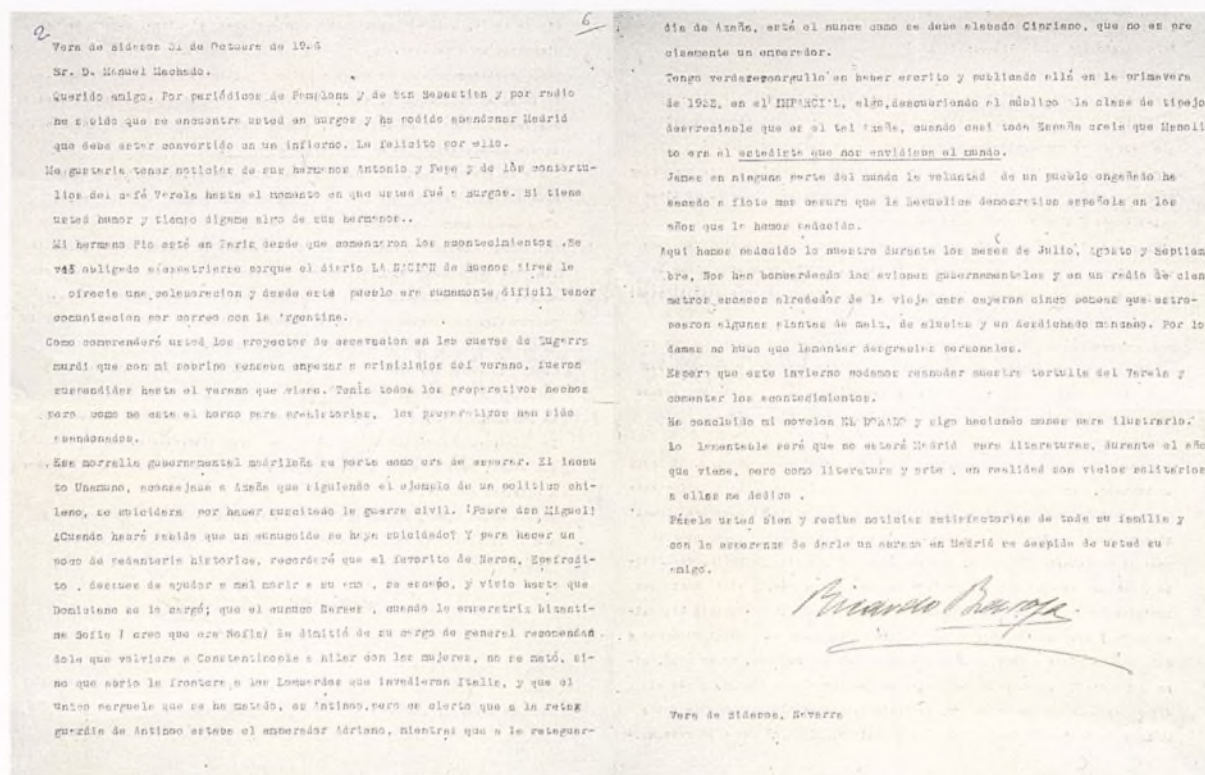 2
6
Vera de Bidasoa 31 de Octubre de 1936
Sr. D. Manuel Machado.
Querido amigo. Por periódicos de Pamplona y de San Sebastian y por radio
he sabido que se encuentra usted en Burgos y ha podido abandonar Madrid
que debe estar convertido en un infierno. Le felicito por ello.
Me gustaria tener noticias de sus hermanos Antonio y Pepe y de los contertu-
lios del café Varela hasta el momento en que usted fué a Burgos. Si tiene
usted humor y tiempo digame algo de sus hermanos..
Mi hermano Pio está en Paris desde que comenzaron los acontecimientos .Se
vió obligado a expatriarse porque el diario LA NACION de Buenos Aires le
ofrecia una colaboracion y desde este pueblo era sumamente dificil tener
comunicacion por correo con la Argentina.
Como comprenderá usted los proyectos de excavacion en las cuevas de Zugarra
murdi que con mi sobrino pensaba empezar a prinicipios del verano, fueron
suspendidos hasta el verano que viene. Tenia todos los preparativos hechos
pero como no esta el horno para prehistorias, los preparativos han sido
abandonados.
Esa morralla gubernamental madrileña se porta como era de esperar. El
Unamuno, aconsejaba a Azaña que siguiendo el ejemplo de un politico chi-
leno, se suicidara por haber suscitado la guerra civil. ¡Pobre don Miguel!
¿Cuando habrá sabido que un eunucoide se haya suicidado? Y para hacer un
poco de pedanteria historica, recordaré que el favorito de Neron, Epafrodi-
to , despues de ayudar a mal morir a su amo , se escapó, y vivio hasta que
Domiciano se lo cargó; que el eunuco Narses , cuando la emperatriz bizanti-
na Sofia ( creo que era Sofia) le dimitió de su cargo de general recomendan
dole que volviera a Constantinopla a hilar con las mujeres, no se mató, si-
no que abrio la frontera a los Lombardos que invadieron Italia, y que el
unico que se ha matado, es Antinoo,pero es cierto que a la retag
guardia de Antinoo estaba el emperador Adriano, mientras que a la retaguar-
dia de Azaña, está el nunca como se debe alabado Cipriano, que no es pre
cisamente un emperador.
Tengo verdadero orgullo en haber escrito y publicado allá en la primavera
de 1932, en el IMPARCIAL, algo,descubriendo al público la clase de tipejo
despreciable que es el tal Azaña, cuando casi toda España creia que Manoli
to era el estadista que nos envidiaba el mundo.
Jamas en ninguna parte del mundo la voluntad de un pueblo engañado ha
sacado a flote mas basura que la Republica democratica española en los
años que la hemos padecido.
Aqui hemos padecido lo nuestro durante los meses de Julio, Agosto y Septiem
bre, Nos han bombardeado los aviones gubernamentales y en un radio de cien
metros escasos alrededor de la vieja casa cayeron cinco bombas que estro-
pearon algunas plantas de maiz, de alubias y un desdichado manzano. Por lo
demas no hubo que lamentar desgracias personales.
Espero que este invierno podamos reanudar nuestra tertulia del Varela y
comentar los acontecimientos.
He concluido mi novelon EL DORADO y sigo haciendo monos para ilustrarlo.
Lo lamentable será que no estará Madrid para literaturas, durante el año
que viene, pero como literatura y arte , en realidad son vicios solitarios
a ellos me dedico .
Páselo usted bien y reciba noticias satisfactorias de toda su familia y
con la esperanza de darle un abrazo en Madrid se despide de usted su
amigo.
Ricardo Baroja
Vera de Bidasoa, Navarra